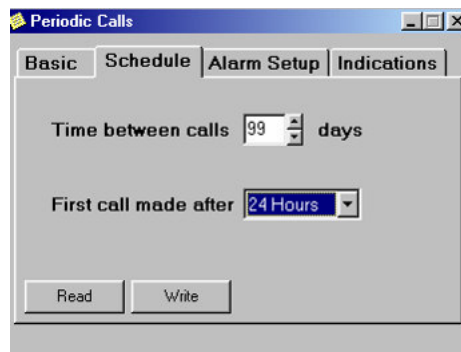 Periodic Calls
Basic Schedule Alarm Setup Indications
Time between calls 99 days
First call made after 24 Hours
Read Write